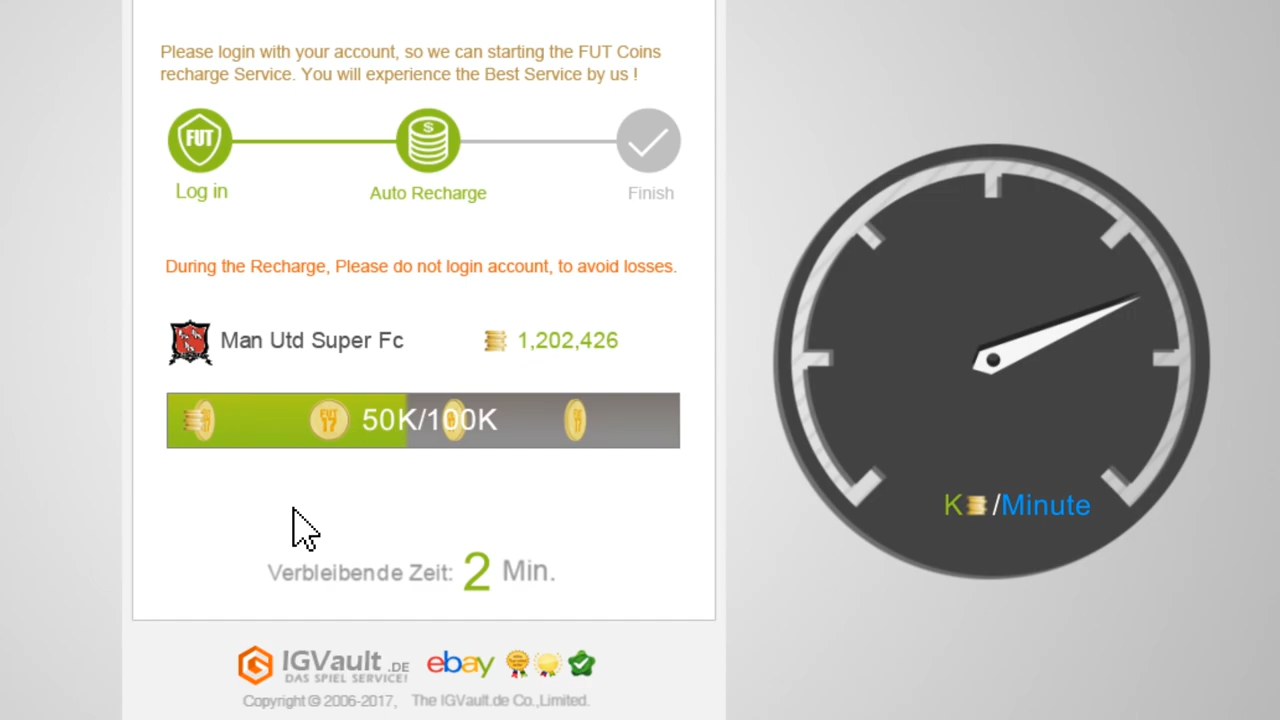 Please login with your account, so we can starting the FUT Coins
recharge Service. You will experience the Best Service by us !
FUT
$
Log in
Auto Recharge
Finish
During the Recharge, Please do not login account, to avoid losses.
Man Utd Super Fc
1,202,426
FUT
17
50K/100K
K /Minute
Verbleibende Zeit: 2 Min.
IGVault .DE
DAS SPIEL SERVICE!
ebay
Copyright © 2006-2017, The IGVault.de Co.,Limited.